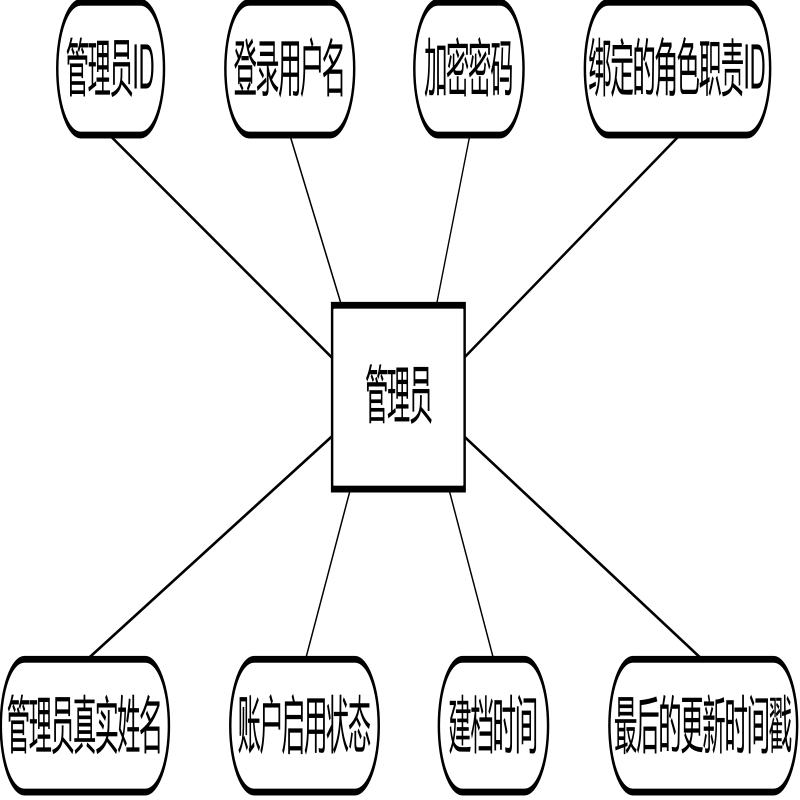 管理员ID
登录用户名
加密密码
绑定的角色职责ID
管理员
管理员真实姓名
账户启用状态
建档时间
最后的更新时间戳